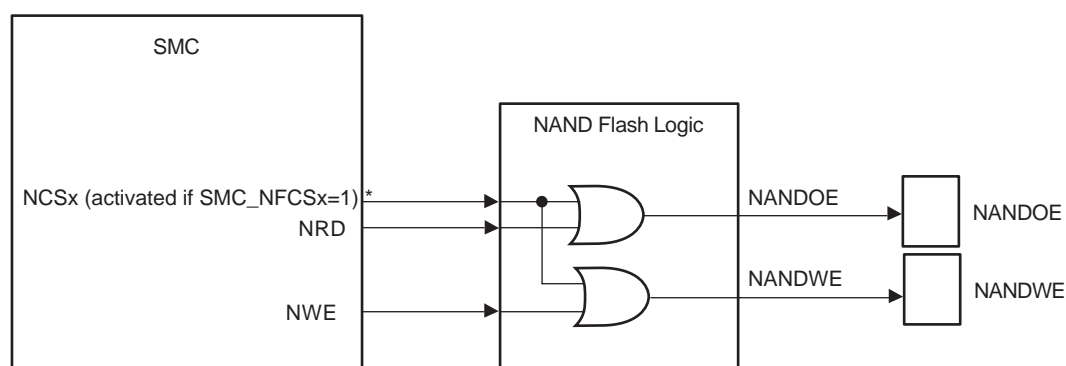 SMC
NAND Flash Logic
NCSx (activated if SMC_NFCSx=1) *
NRD
NWE
NANDOE
NANDOE
NANDWE
NANDWE